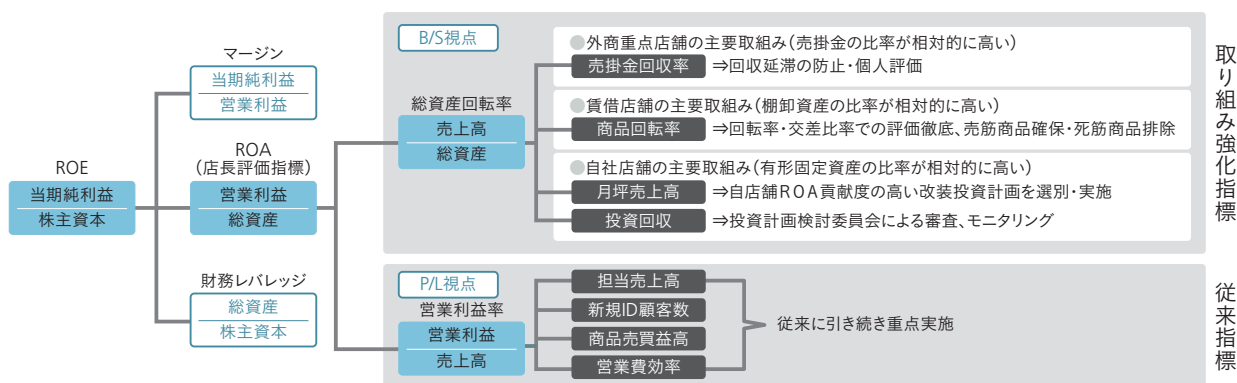 ROE
当期純利益
株主資本
マージン
当期純利益
営業利益
ROA
(店長評価指標)
営業利益
総資産
財務レバレッジ
総資産
株主資本
B/S視点
総資産回転率
売上高
総資産
●外商重点店舗の主要取組み(売掛金の比率が相対的に高い)
売掛金回収率 ⇒回収延滞の防止・個人評価
●賃借店舗の主要取組み(棚卸資産の比率が相対的に高い)
商品回転率 ⇒回転率・交差比率での評価徹底、売筋商品確保・死筋商品排除
●自社店舗の主要取組み(有形固定資産の比率が相対的に高い)
月坪売上高 ⇒自店舗ROA貢献度の高い改装投資計画を選別・実施
投資回収 ⇒投資計画検討委員会による審査、モニタリング
取り組み強化指標
P/L視点
営業利益率
営業利益
売上高
担当売上高
新規ID顧客数
商品売買益高
営業費効率
従来に引き続き重点実施
従来指標